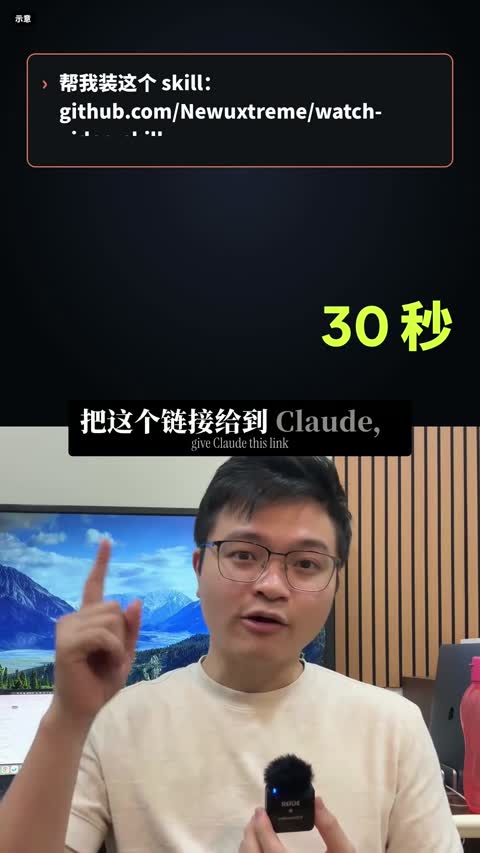 示意
› 帮我装这个 skill：
github.com/Newuxtreme/watch-
30 秒
把这个链接给到 Claude,
give Claude this link
RØDE